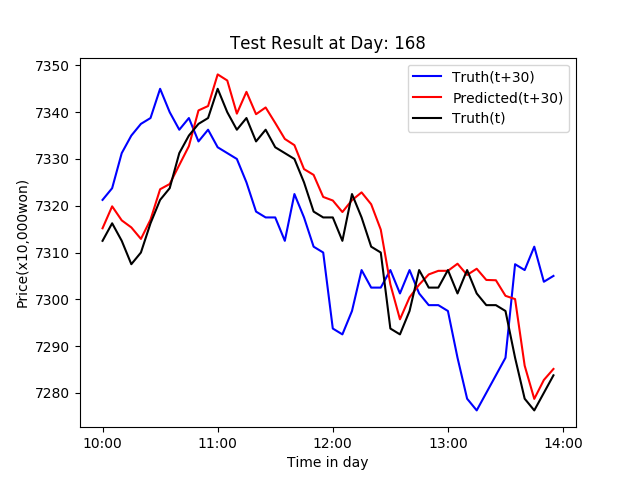 Test Result at Day: 168
Truth(t+30)
Predicted(t+30)
Truth(t)
Price(x10,000won)
7350
7340
7330
7320
7310
7300
7290
7280
10:00 11:00 12:00 13:00 14:00
Time in day